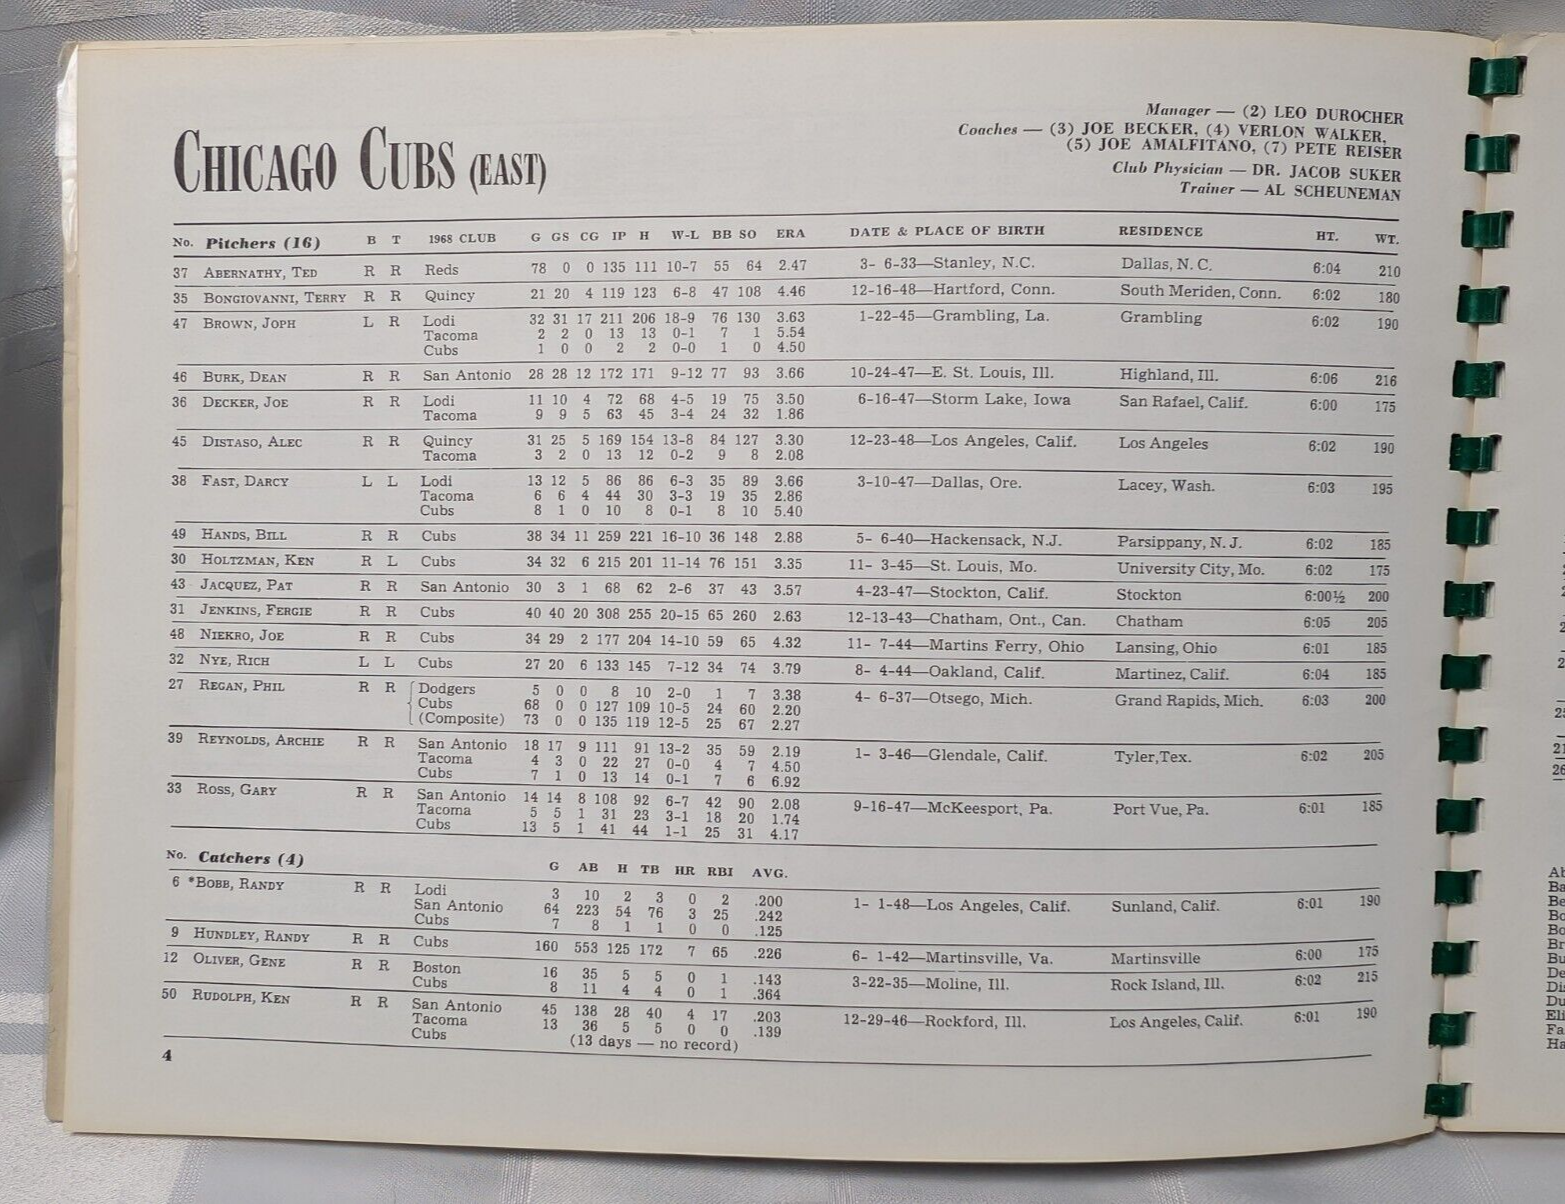 Manager — (2) LEO DUROCHER
Coaches — (3) JOE BECKER, (4) VERLON WALKER,
(5) JOE AMALFITANO, (7) PETE REISER
CHICAGO CUBS (EAST)
Club Physician — DR. JACOB SUKER
Trainer — AL SCHEUNEMAN
No. Pitchers (16) B T 1968 CLUB G GS CG IP H W-L BB SO ERA DATE & PLACE OF BIRTH RESIDENCE HT. WT.
37 ABERNATHY, TED R R Reds 78 0 0 135 111 10-7 55 64 2.47 3- 6-33—Stanley, N.C. Dallas, N. C. 6:04 210
35 BONGIOVANNI, TERRY R R Quincy 21 20 4 119 123 6-8 47 108 4.46 12-16-48—Hartford, Conn. South Meriden, Conn. 6:02 180
47 BROWN, JOPH L R Lodi 32 31 17 211 206 18-9 76 130 3.63 1-22-45—Grambling, La. Grambling 6:02 190
Tacoma 2 2 0 13 13 0-1 7 1 5.54
Cubs 1 0 0 2 2 0-0 1 0 4.50
46 BURK, DEAN R R San Antonio 28 28 12 172 171 9-12 77 93 3.66 10-24-47—E. St. Louis, Ill. Highland, Ill. 6:06 216
36 DECKER, JOE R R Lodi 11 10 4 72 68 4-5 19 75 3.50 6-16-47—Storm Lake, Iowa San Rafael, Calif. 6:00 175
Tacoma 9 9 5 63 45 3-4 24 32 1.86
45 DISTASO, ALEC R R Quincy 31 25 5 169 154 13-8 84 127 3.30 12-23-48—Los Angeles, Calif. Los Angeles 6:02 190
Tacoma 3 2 0 13 12 0-2 9 8 2.08
38 FAST, DARCY L L Lodi 13 12 5 86 86 6-3 35 89 3.66 3-10-47—Dallas, Ore. Lacey, Wash. 6:03 195
Tacoma 6 6 4 44 30 3-3 19 35 2.86
Cubs 8 1 0 10 8 0-1 8 10 5.40
49 HANDS, BILL R R Cubs 38 34 11 259 221 16-10 36 148 2.88 5- 6-40—Hackensack, N.J. Parsippany, N. J. 6:02 185
30 HOLTZMAN, KEN R L Cubs 34 32 6 215 201 11-14 76 151 3.35 11- 3-45—St. Louis, Mo. University City, Mo. 6:02 175
43 JACQUEZ, PAT R R San Antonio 30 3 1 68 62 2-6 37 43 3.57 4-23-47—Stockton, Calif. Stockton 6:00½ 200
31 JENKINS, FERGIE R R Cubs 40 40 20 308 255 20-15 65 260 2.63 12-13-43—Chatham, Ont., Can. Chatham 6:05 205
48 NIEKRO, JOE R R Cubs 34 29 2 177 204 14-10 59 65 4.32 11- 7-44—Martins Ferry, Ohio Lansing, Ohio 6:01 185
32 NYE, RICH L L Cubs 27 20 6 133 145 7-12 34 74 3.79 8- 4-44—Oakland, Calif. Martinez, Calif. 6:04 185
27 REGAN, PHIL R R Dodgers 5 0 0 8 10 2-0 1 7 3.38 4- 6-37—Otsego, Mich. Grand Rapids, Mich. 6:03 200
Cubs 68 0 0 127 109 10-5 24 60 2.20
(Composite) 73 0 0 135 119 12-5 25 67 2.27
39 REYNOLDS, ARCHIE R R San Antonio 18 17 9 111 91 13-2 35 59 2.19 1- 3-46—Glendale, Calif. Tyler,Tex. 6:02 205
Tacoma 4 3 0 22 27 0-0 4 7 4.50
Cubs 7 1 0 13 14 0-1 7 6 6.92
33 ROSS, GARY R R San Antonio 14 14 8 108 92 6-7 42 90 2.08 9-16-47—McKeesport, Pa. Port Vue, Pa. 6:01 185
Tacoma 5 5 1 31 23 3-1 18 20 1.74
Cubs 13 5 1 41 44 1-1 25 31 4.17
No. Catchers (4) G AB H TB HR RBI AVG.
6 *BOBB, RANDY R R Lodi 3 10 2 3 0 2 .200 1- 1-48—Los Angeles, Calif. Sunland, Calif. 6:01 190
San Antonio 64 223 54 76 3 25 .242
Cubs 7 8 1 1 0 0 .125
9 HUNDLEY, RANDY R R Cubs 160 553 125 172 7 65 .226 6- 1-42—Martinsville, Va. Martinsville 6:00 175
12 OLIVER, GENE R R Boston 16 35 5 5 0 1 .143 3-22-35—Moline, Ill. Rock Island, Ill. 6:02 215
Cubs 8 11 4 4 0 1 .364
50 RUDOLPH, KEN R R San Antonio 45 138 28 40 4 17 .203 12-29-46—Rockford, Ill. Los Angeles, Calif. 6:01 190
Tacoma 13 36 5 5 0 0 .139
Cubs (13 days — no record)
4